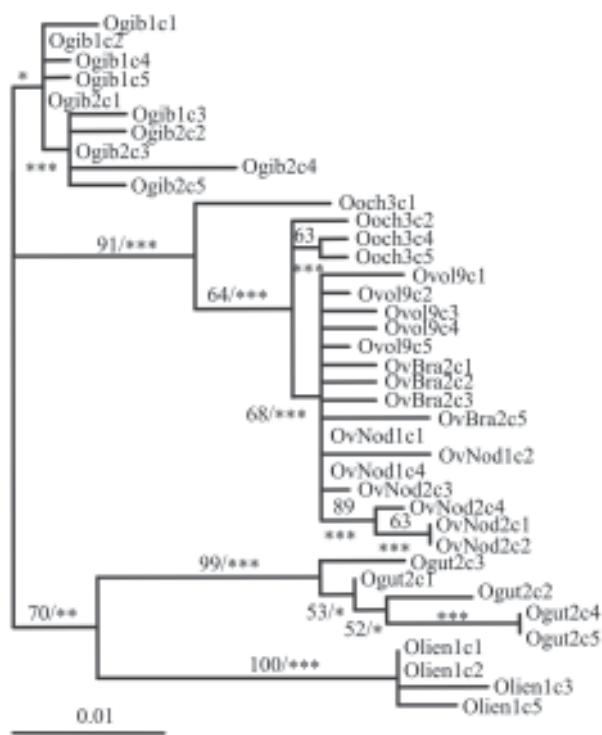 Ogib1c1
Ogib1c2
Ogib1c4
*
Ogib1c5
Ogib2c1
Ogib1c3
Ogib2c2
Ogib2c3
***
Ogib2c4
Ogib2c5
Ooch3c1
Ooch3c2
63
Ooch3c4
91/***
Ooch3c5
***
Ovol9c1
64/***
Ovol9c2
Ovol9c3
Ovol9c4
Ovol9c5
OvBra2c1
OvBra2c2
OvBra2c3
68/***
OvBra2c5
OvNod1c1
OvNod1c2
OvNod1c4
OvNod2c3
89
OvNod2c4
63
OvNod2c1
***
***
OvNod2c2
99/***
Ogut2c3
Ogut2c1
Ogut2c2
53/*
70/**
***
Ogut2c4
52/*
Ogut2c5
Olien1c1
100/***
Olien1c2
Olien1c3
Olien1c5
0.01